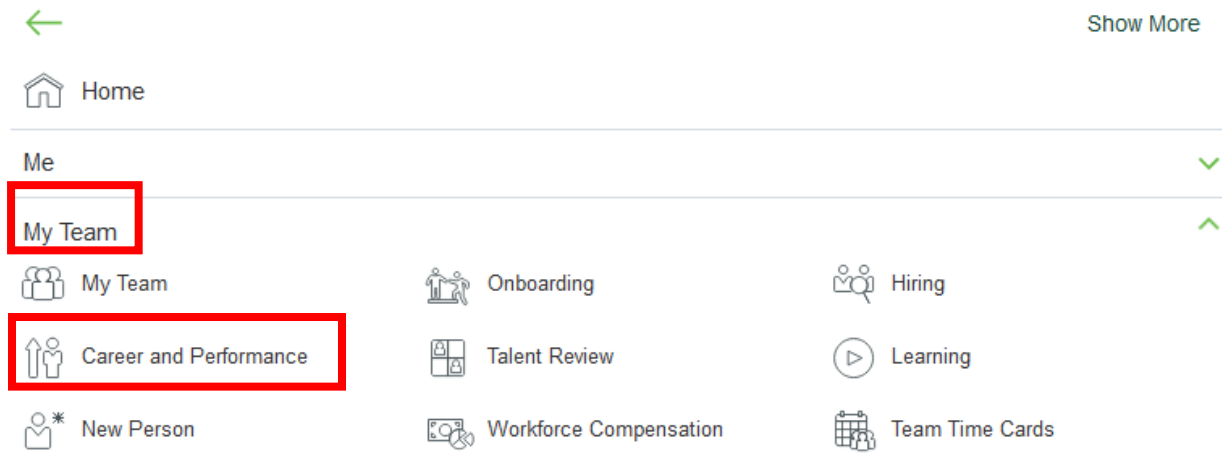 Show More
Home
Me
My Team
My Team Onboarding Hiring
Career and Performance Talent Review Learning
New Person Workforce Compensation Team Time Cards